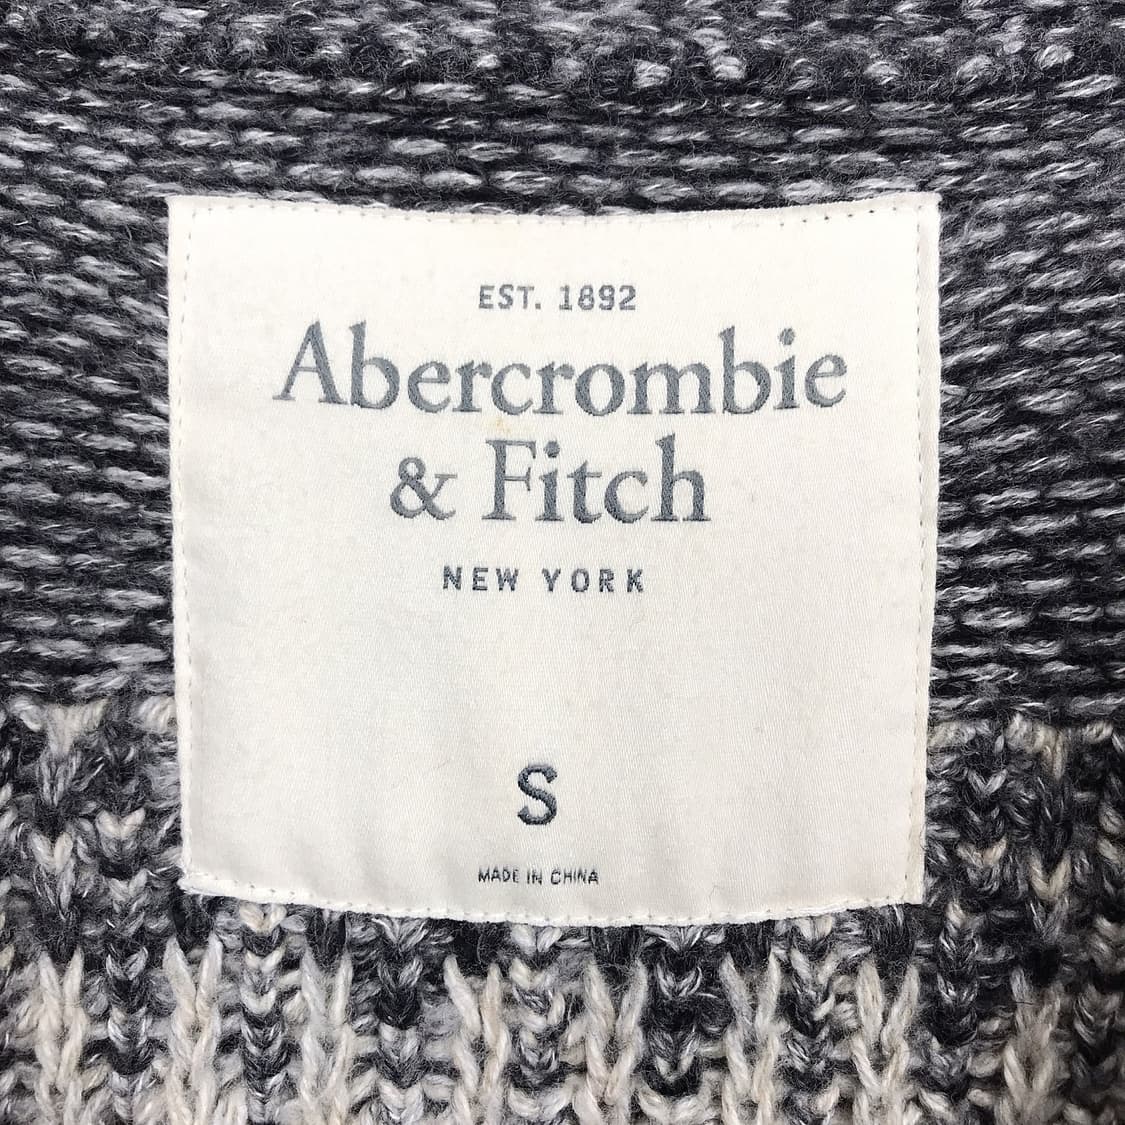 EST. 1892
Abercrombie
& Fitch
NEW YORK
S
MADE IN CHINA